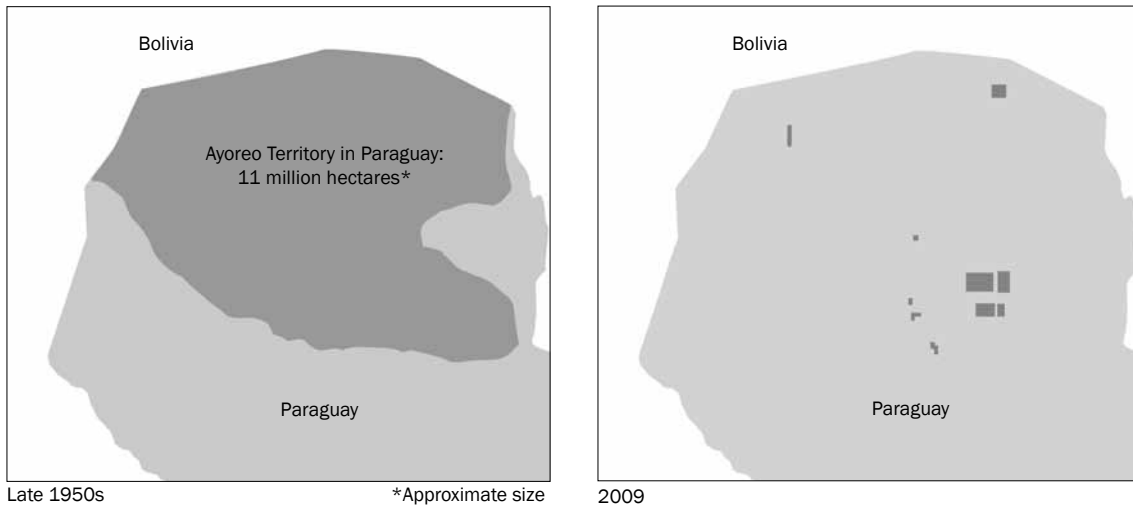 Bolivia
Ayoreo Territory in Paraguay:
11 million hectares*
Paraguay
Late 1950s
*Approximate size
Bolivia
Paraguay
2009